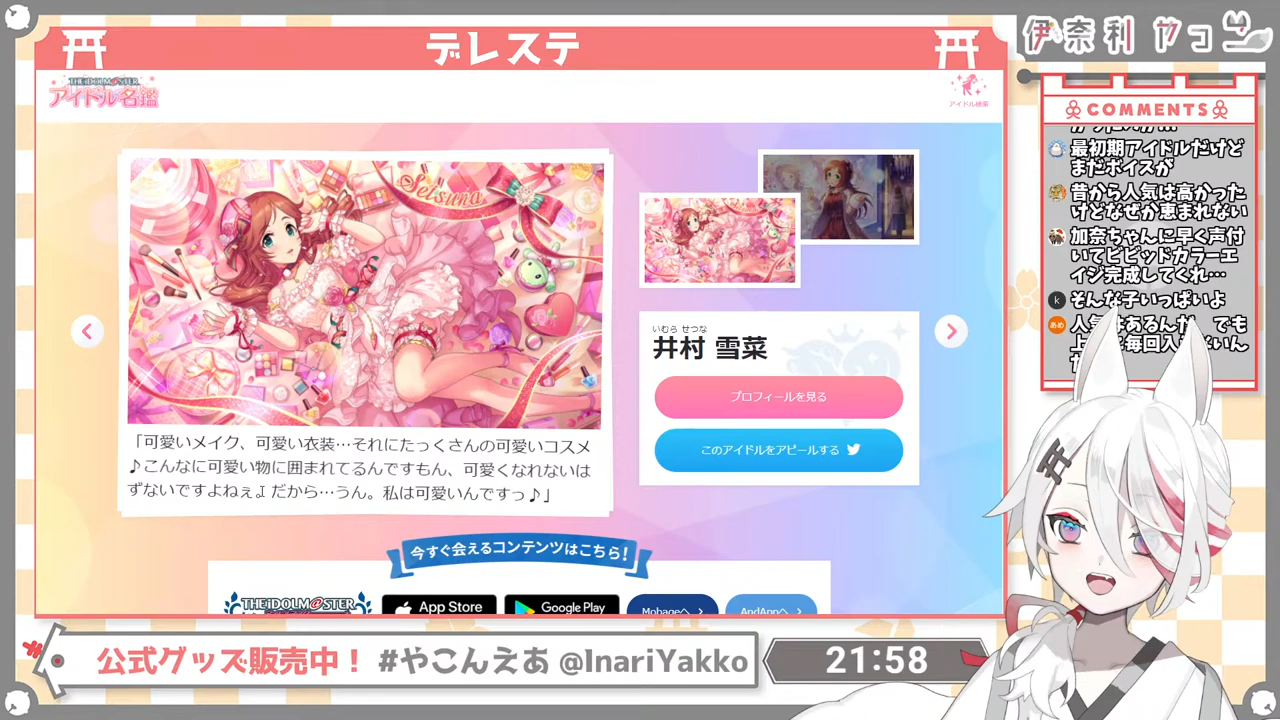 デレステ
伊奈利 ヤコ
THE IDOLM@STER
アイドル名鑑
アイドル検索
COMMENTS
最初期アイドルだけど
まだボイスが
昔から人気は高かった
けどなぜか恵まれない
加奈ちゃんに早く声付
いてビビッドカラーエ
イジ完成してくれ…
k そんな子いっぱいよ
あめ
Setsuna
いむら せつな
井村 雪菜
プロフィールを見る
このアイドルをアピールする
「可愛いメイク、可愛い衣装…それにたっくさんの可愛いコスメ
♪こんなに可愛い物に囲まれてるんですもん、可愛くなれないは
ずないですよねぇ♪だから…うん。私は可愛いんですっ♪」
今すぐ会えるコンテンツはこちら!
THE IDOLM@STER
App Store
Google Play
Mobageへ
AndAppへ
公式グッズ販売中！ #やこんえあ @InariYakko
21:58